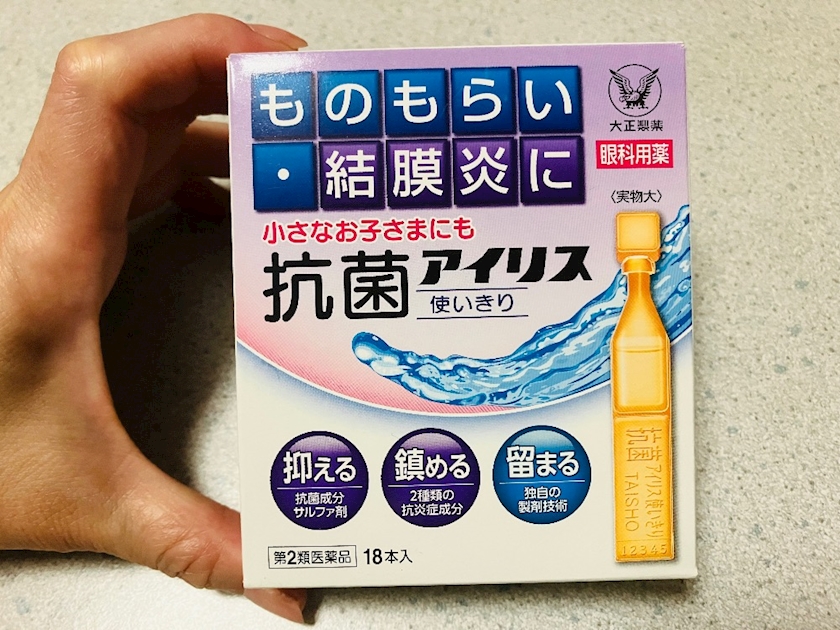 ものもらい
・結膜炎に
大正製薬
眼科用薬
〈実物大〉
小さなお子さまにも
抗菌アイリス
使いきり
抑える
抗菌成分
サルファ剤
鎮める
2種類の
抗炎症成分
留まる
独自の
製剤技術
抗菌アイリス使いきり
TAISHO
12345
第2類医薬品
18本入